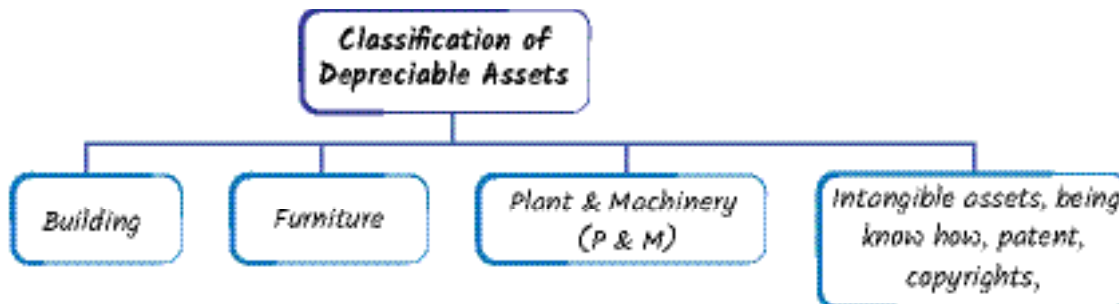 Classification of
Depreciable Assets
Building
Furniture
Plant & Machinery
(P & M)
Intangible assets, being
know how, patent,
copyrights,